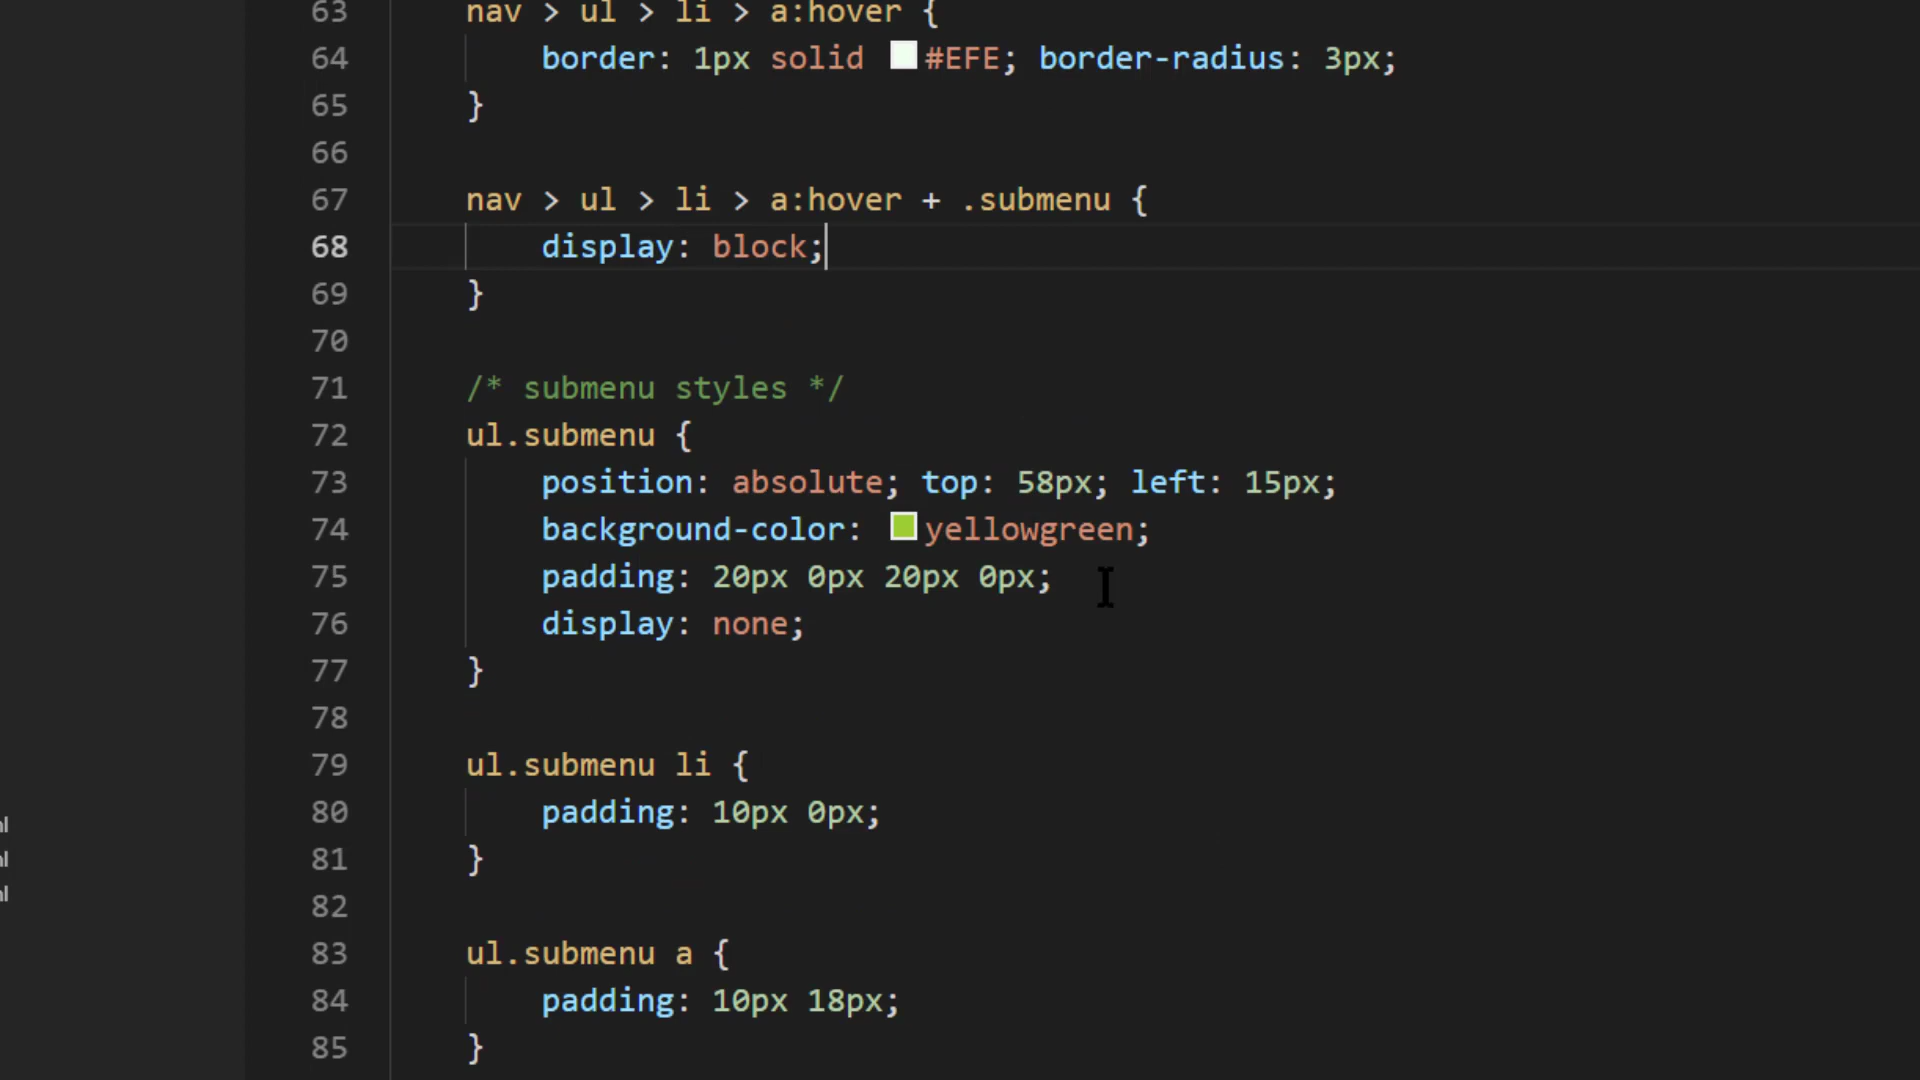 63 nav > ul > li > a:hover {
64 border: 1px solid #EFE; border-radius: 3px;
65 }
66
67 nav > ul > li > a:hover + .submenu {
68 display: block;
69 }
70
71 /* submenu styles */
72 ul.submenu {
73 position: absolute; top: 58px; left: 15px;
74 background-color: yellowgreen;
75 padding: 20px 0px 20px 0px;
76 display: none;
77 }
78
79 ul.submenu li {
80 padding: 10px 0px;
81 }
82
83 ul.submenu a {
84 padding: 10px 18px;
85 }